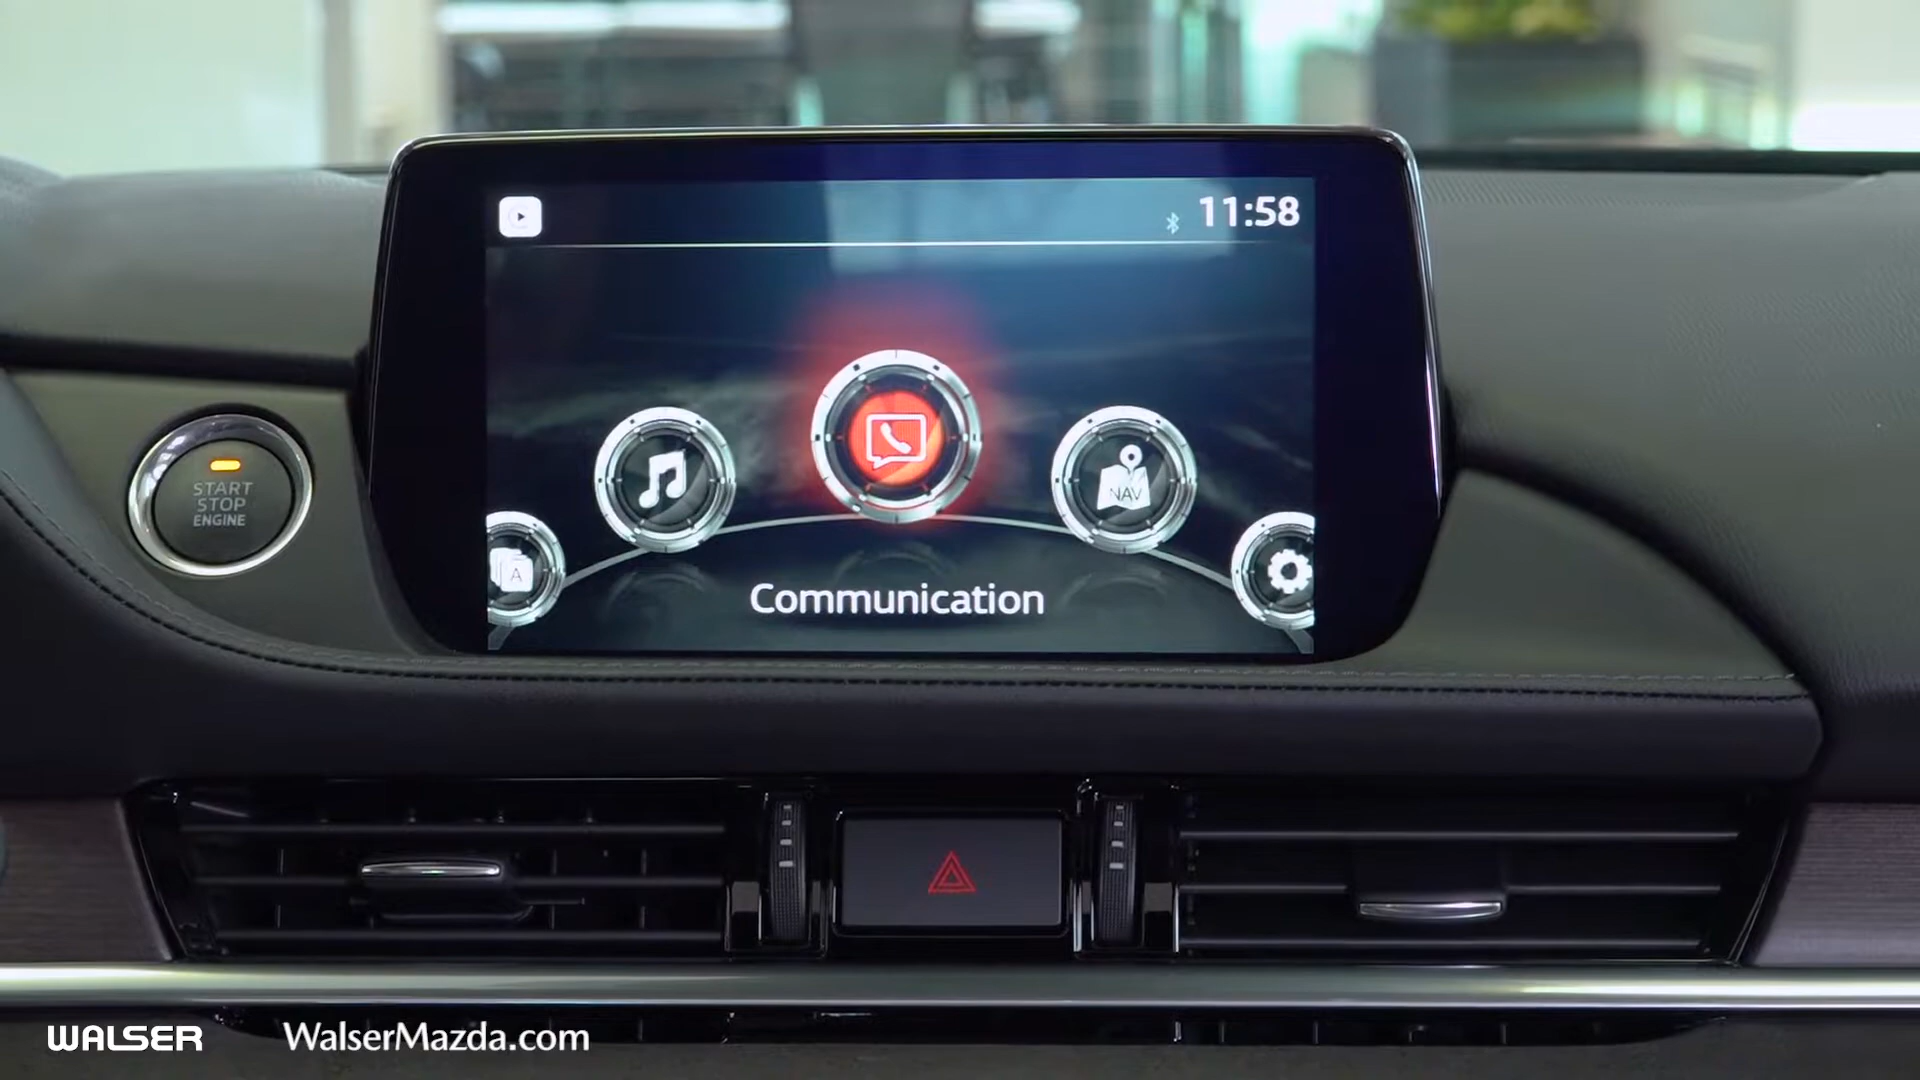 11:58
START
STOP
ENGINE
NAV
A
Communication
WALSER
WalserMazda.com